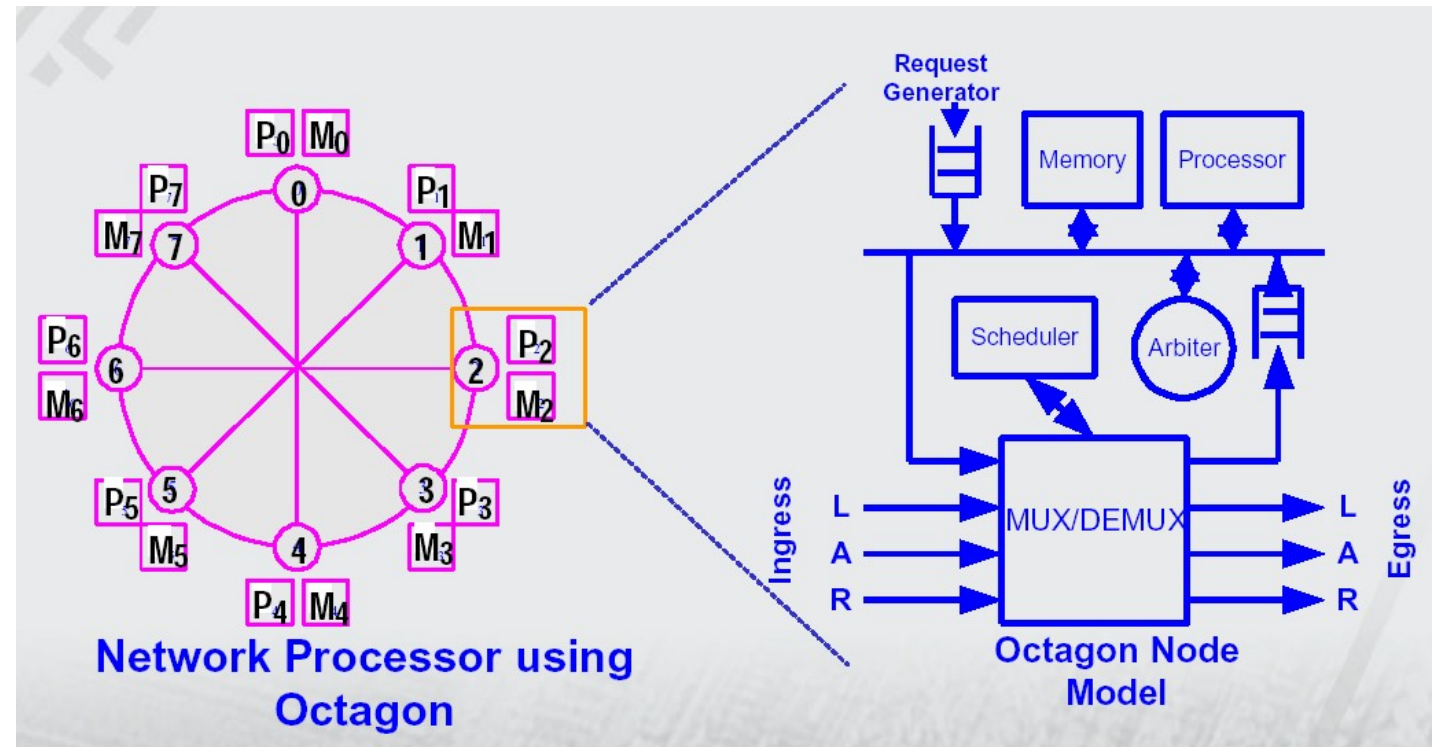 P0 M0
P7 M7
P1 M1
P6 M6
P2 M2
P5 M5
P3 M3
P4 M4
0
1
2
3
4
5
6
7
Network Processor using
Octagon
Request
Generator
Memory
Processor
Scheduler
Arbiter
MUX/DEMUX
Ingress
L
A
R
Egress
L
A
R
Octagon Node
Model